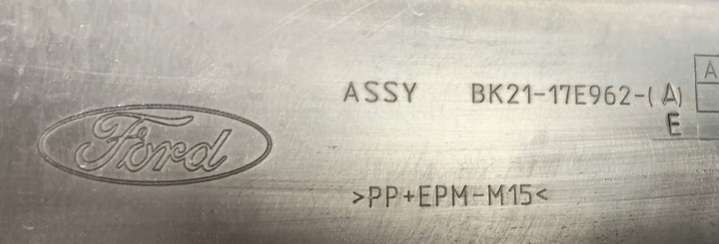 ASSY BK21-17E962-(A)
E
A
Ford
>PP+EPM-M15<